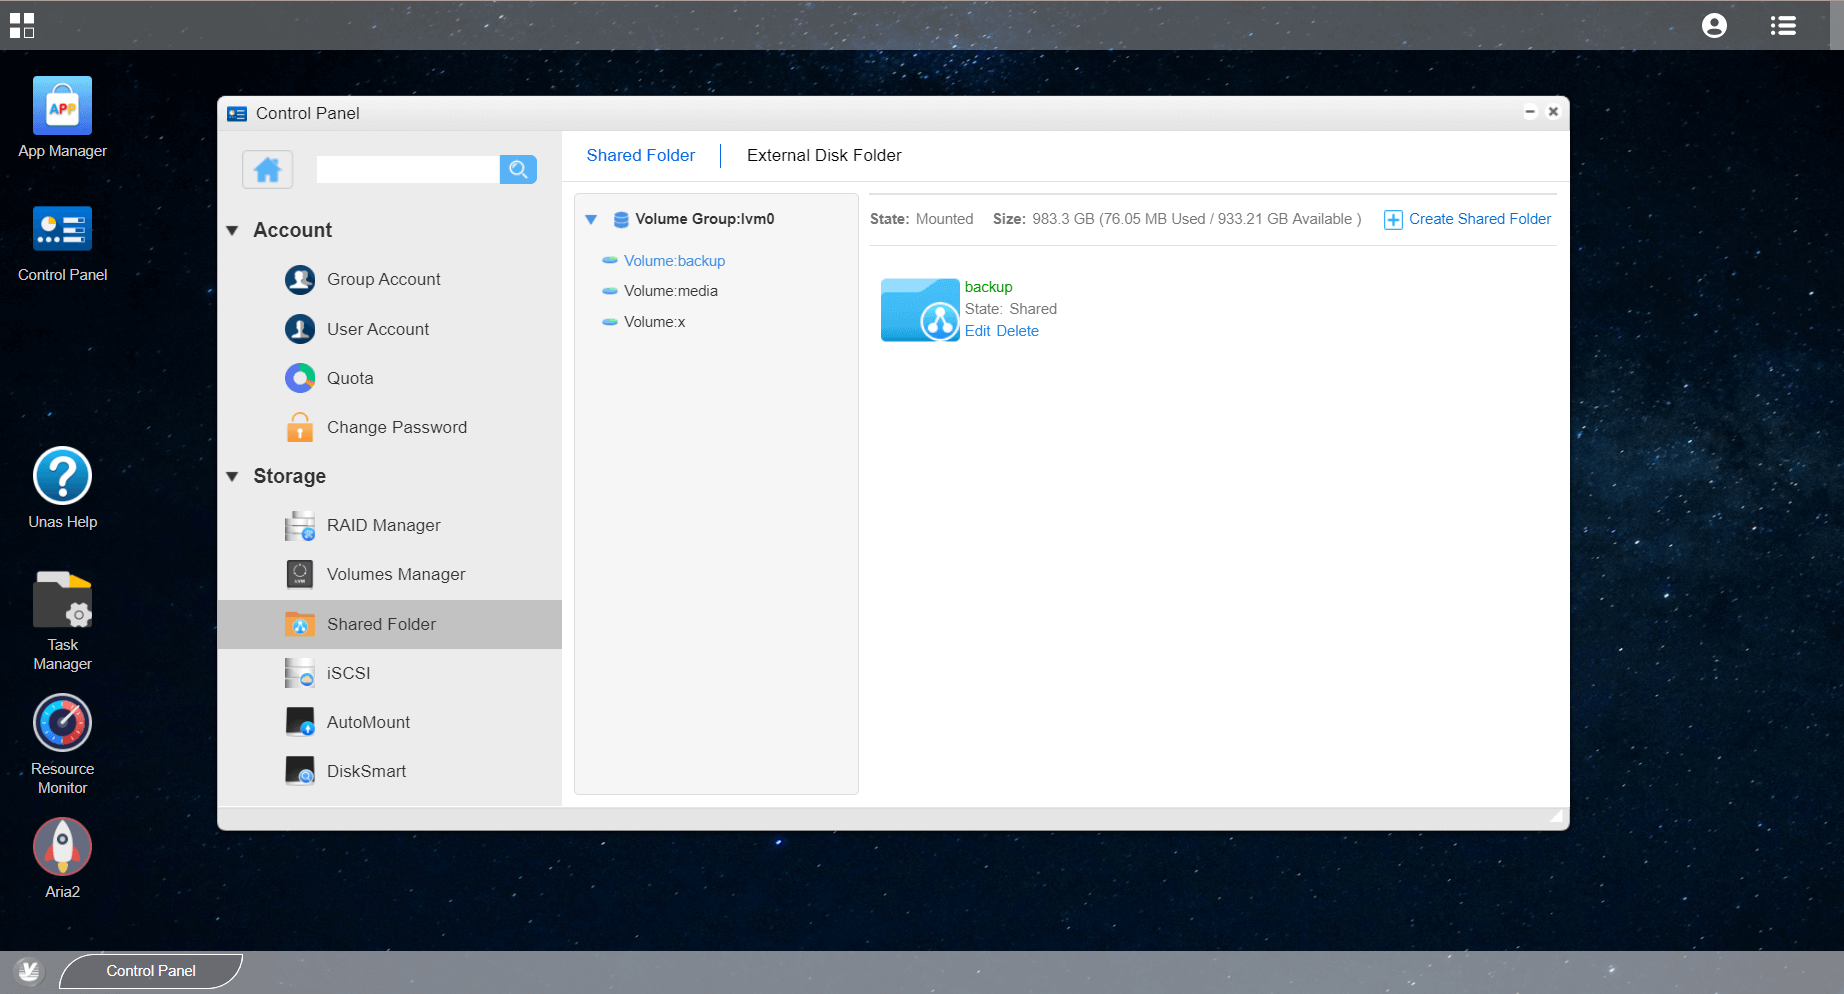 APP
App Manager
Control Panel
Unas Help
Task
Manager
Resource
Monitor
Aria2
Control Panel
Account
Group Account
User Account
Quota
Change Password
Storage
RAID Manager
LVM
Volumes Manager
Shared Folder
iSCSI
AutoMount
DiskSmart
Shared Folder
External Disk Folder
Volume Group:lvm0
Volume:backup
Volume:media
Volume:x
State: Mounted Size: 983.3 GB (76.05 MB Used / 933.21 GB Available ) Create Shared Folder
backup
State: Shared
Edit Delete
Control Panel